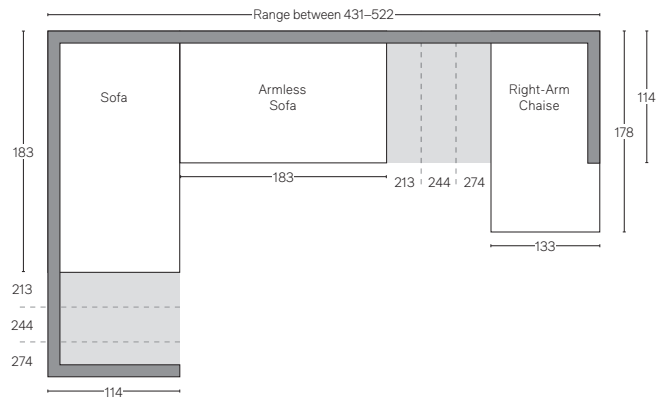 Range between 431–522
Sofa
Armless
Sofa
Right-Arm
Chaise
114
178
183
183
213
244
274
133
213
244
274
114